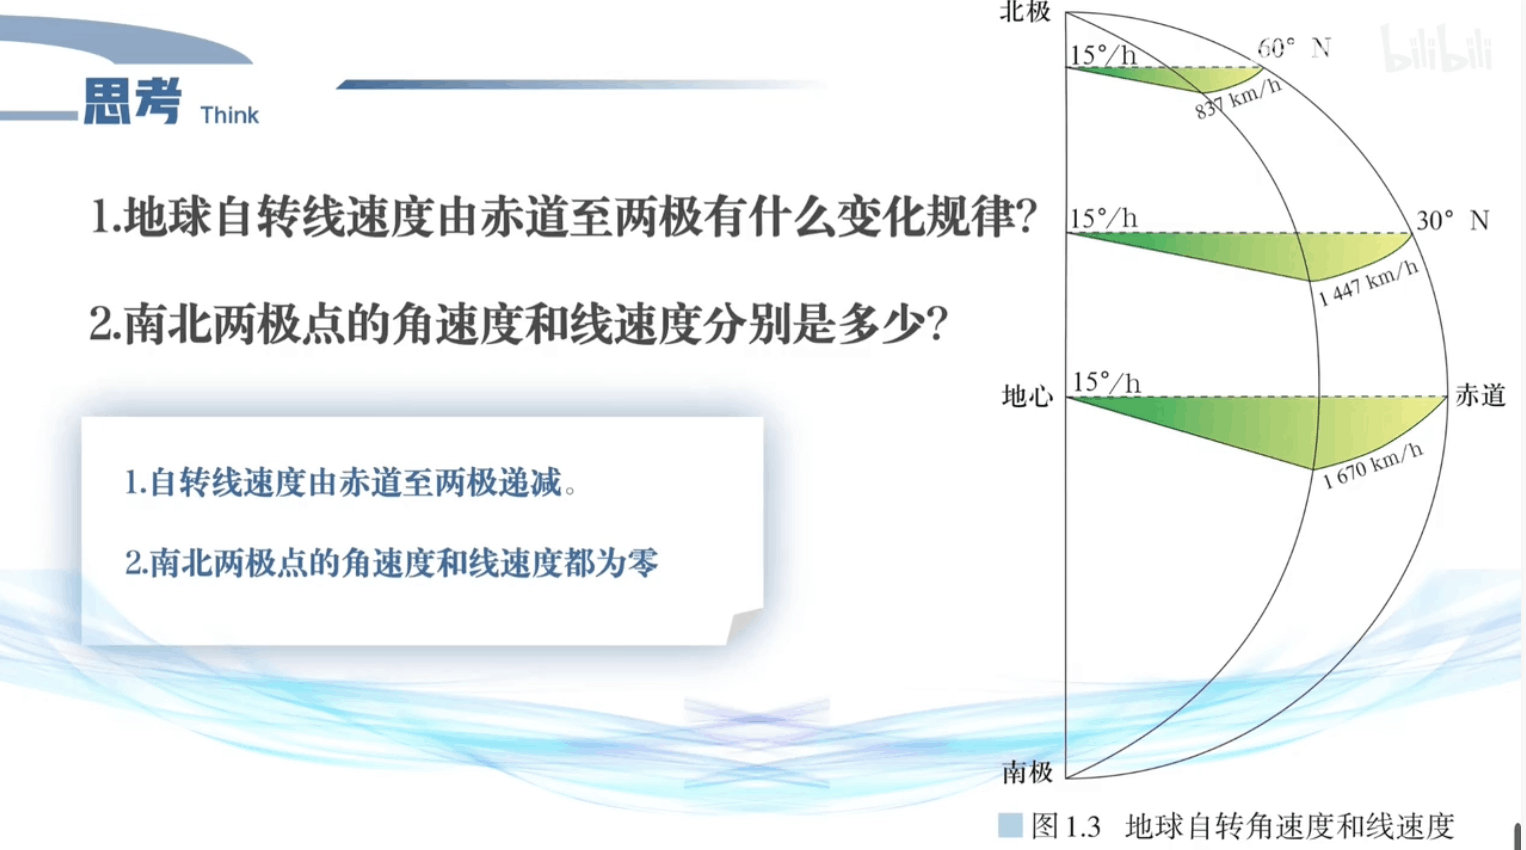 北极
bilibili
60° N
15°/h
837 km/h
思考 Think
1.地球自转线速度由赤道至两极有什么变化规律?
15°/h
30° N
1 447 km/h
2.南北两极点的角速度和线速度分别是多少?
15°/h
地心
赤道
1 670 km/h
1.自转线速度由赤道至两极递减。
2.南北两极点的角速度和线速度都为零
南极
图1.3 地球自转角速度和线速度